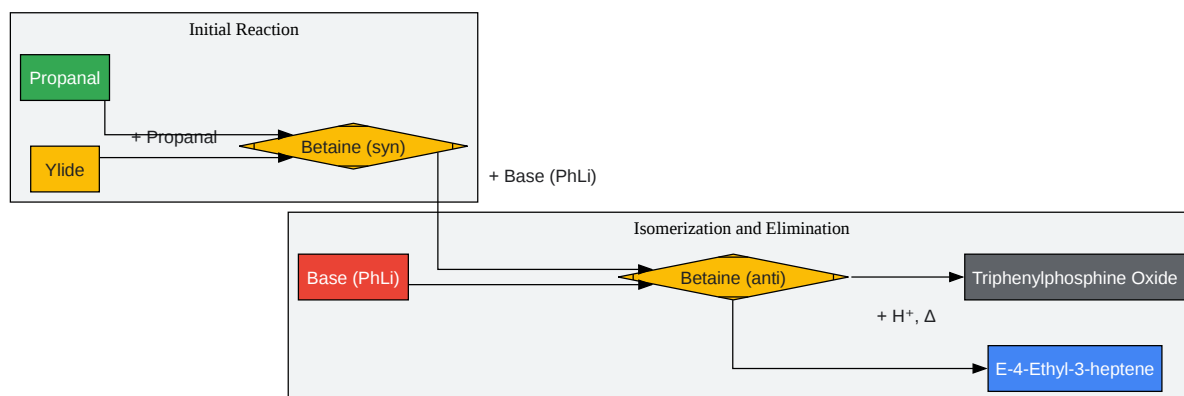 Initial Reaction
Propanal
+ Propanal
Betaine (syn)
Ylide
+ Base (PhLi)
Isomerization and Elimination
Base (PhLi)
Betaine (anti)
Triphenylphosphine Oxide
+ H⁺, Δ
E-4-Ethyl-3-heptene